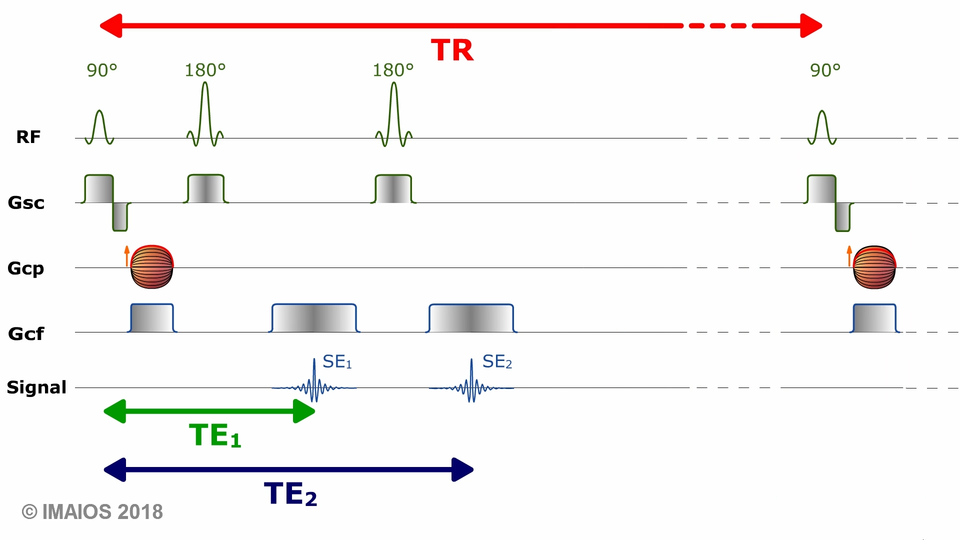 TR
90° 180° 180° 90°
RF
Gsc
Gcp
Gcf
SE₁ SE₂
Signal
TE₁
TE₂
© IMAIOS 2018